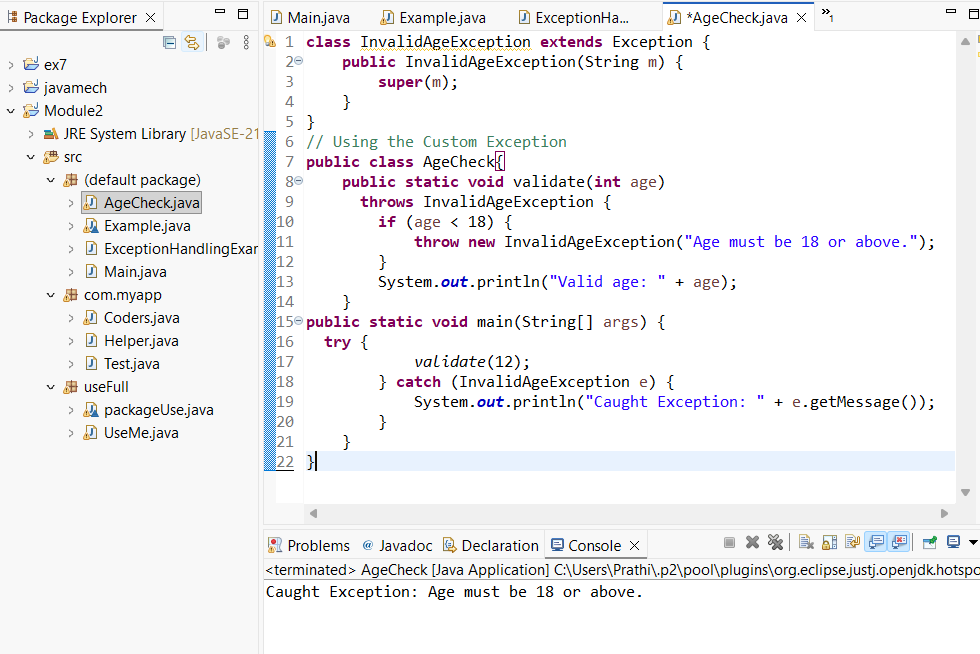 Package Explorer
ex7
javamech
Module2
JRE System Library [JavaSE-21
src
(default package)
AgeCheck.java
Example.java
ExceptionHandlingExar
Main.java
com.myapp
Coders.java
Helper.java
Test.java
useFull
packageUse.java
UseMe.java
Main.java Example.java ExceptionHa... *AgeCheck.java »1
1 class InvalidAgeException extends Exception {
2 public InvalidAgeException(String m) {
3 super(m);
4 }
5 }
6 // Using the Custom Exception
7 public class AgeCheck{
8 public static void validate(int age)
9 throws InvalidAgeException {
10 if (age < 18) {
11 throw new InvalidAgeException("Age must be 18 or above.");
12 }
13 System.out.println("Valid age: " + age);
14 }
15 public static void main(String[] args) {
16 try {
17 validate(12);
18 } catch (InvalidAgeException e) {
19 System.out.println("Caught Exception: " + e.getMessage());
20 }
21 }
22 }
Problems @ Javadoc Declaration Console
<terminated> AgeCheck [Java Application] C:\Users\Prathi\.p2\pool\plugins\org.eclipse.justj.openjdk.hotspo
Caught Exception: Age must be 18 or above.